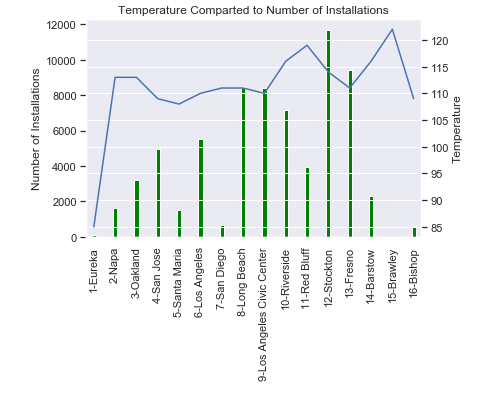 Temperature Comparted to Number of Installations
12000
10000
8000
6000
4000
2000
0
Number of Installations
120
115
110
105
100
95
90
85
Temperature
1-Eureka
2-Napa
3-Oakland
4-San Jose
5-Santa Maria
6-Los Angeles
7-San Diego
8-Long Beach
9-Los Angeles Civic Center
10-Riverside
11-Red Bluff
12-Stockton
13-Fresno
14-Barstow
15-Brawley
16-Bishop